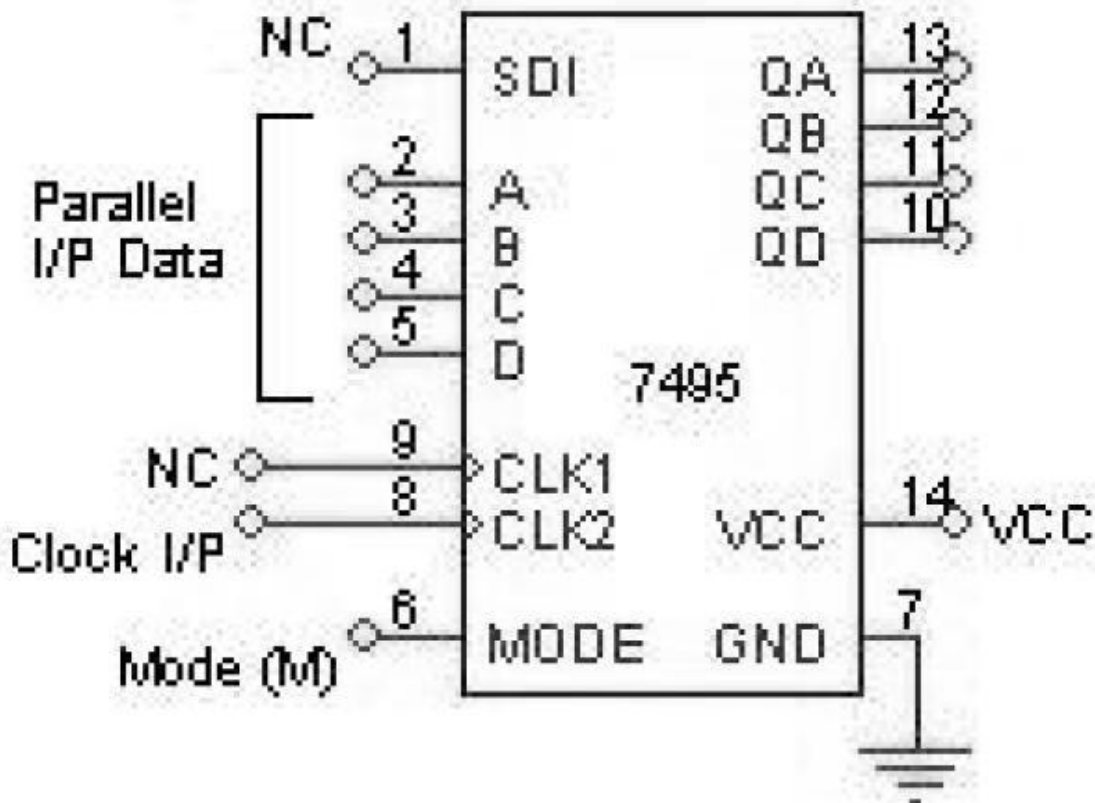 NC 1 SDI QA 13
QB 12
2 A QC 11
3 B QD 10
Parallel
I/P Data
4 C
5 D
7495
NC 9 CLK1
Clock I/P 8 CLK2 VCC 14 VCC
Mode (M) 6 MODE GND 7